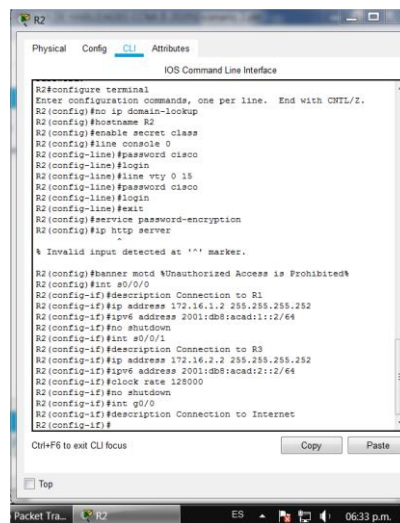 R2
Physical Config CLI Attributes
IOS Command Line Interface
R2#configure terminal
Enter configuration commands, one per line. End with CNTL/Z.
R2(config)#no ip domain-lookup
R2(config)#hostname R2
R2(config)#enable secret class
R2(config)#line console 0
R2(config-line)#password cisco
R2(config-line)#login
R2(config-line)#line vty 0 15
R2(config-line)#password cisco
R2(config-line)#login
R2(config-line)#exit
R2(config)#service password-encryption
R2(config)#ip http server
^
% Invalid input detected at '^' marker.
R2(config)#banner motd %Unauthorized Access is Prohibited%
R2(config)#int s0/0/0
R2(config-if)#description Connection to R1
R2(config-if)#ip address 172.16.1.2 255.255.255.252
R2(config-if)#ipv6 address 2001:db8:acad:1::2/64
R2(config-if)#no shutdown
R2(config-if)#int s0/0/1
R2(config-if)#description Connection to R3
R2(config-if)#ip address 172.16.2.2 255.255.255.252
R2(config-if)#ipv6 address 2001:db8:acad:2::2/64
R2(config-if)#clock rate 128000
R2(config-if)#no shutdown
R2(config-if)#int g0/0
R2(config-if)#description Connection to Internet
R2(config-if)#
Ctrl+F6 to exit CLI focus
Copy Paste
Top
Packet Tra... R2 ES 06:33 p.m.